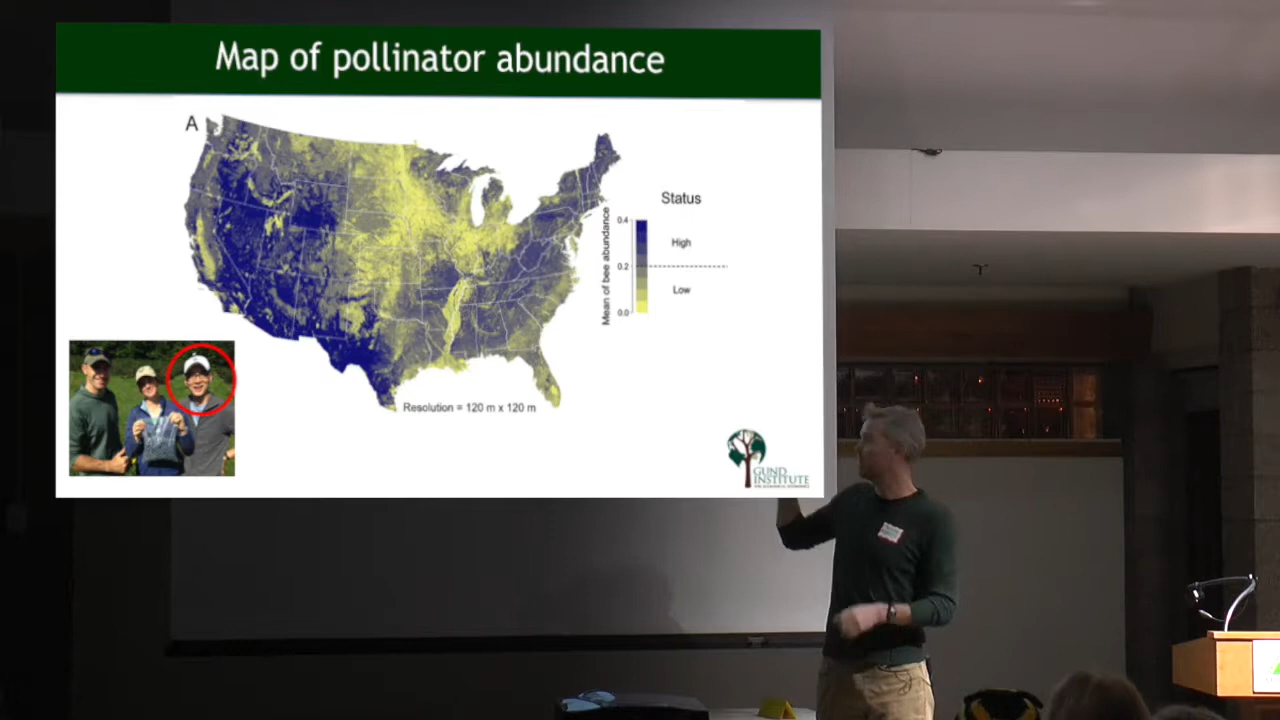 Map of pollinator abundance
A
Status
Mean of bee abundance
0.4
High
0.2
Low
0.0
Resolution = 120 m x 120 m
GUND
INSTITUTE